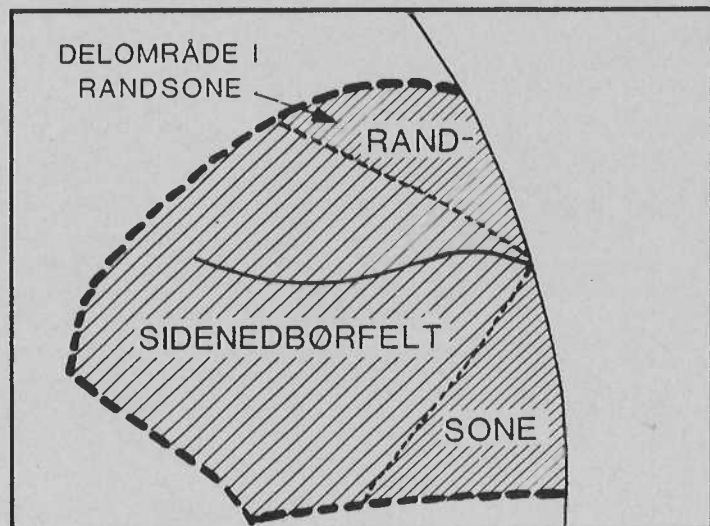 DELOMRÅDE I
RANDSONE
RAND-
SIDENEDBØRFELT
SONE